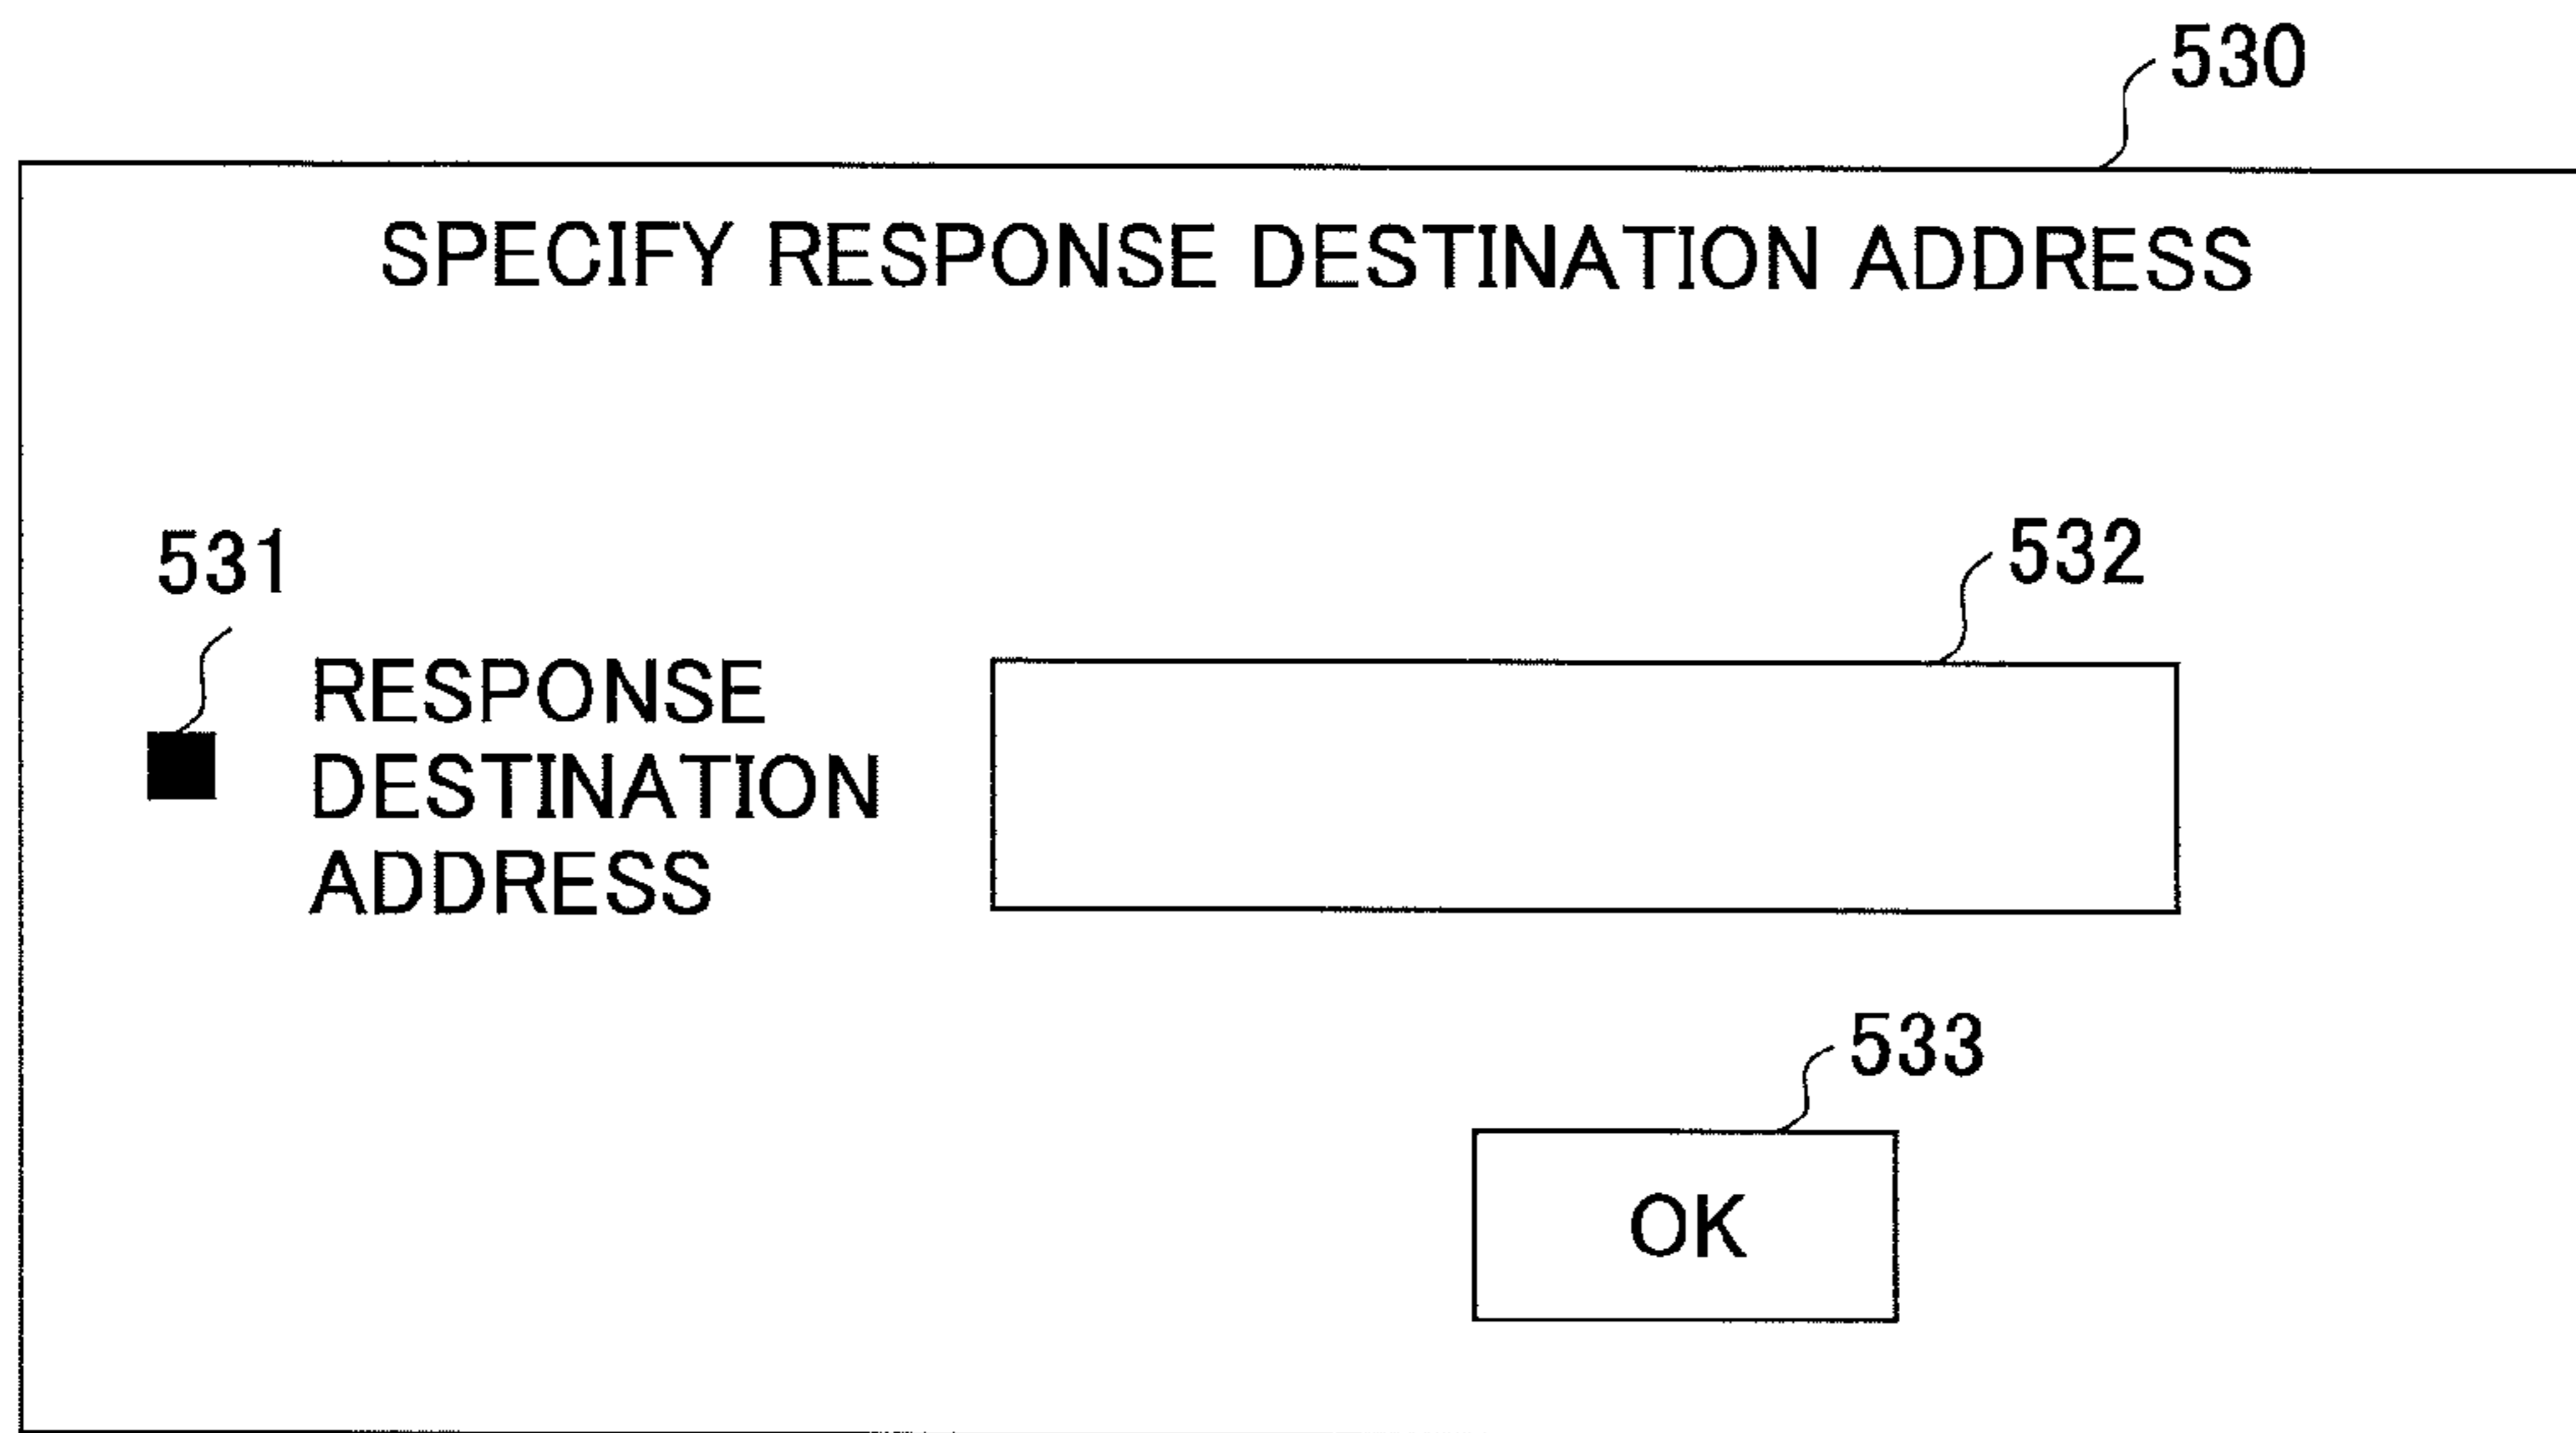 530
SPECIFY RESPONSE DESTINATION ADDRESS
531
532
RESPONSE
DESTINATION
ADDRESS
533
OK